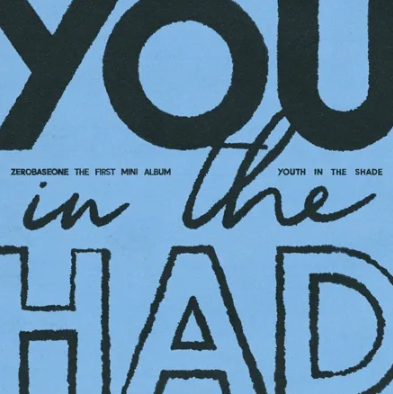 YOU
ZEROBASEONE THE FIRST MINI ALBUM YOUTH IN THE SHADE
in the
HAD